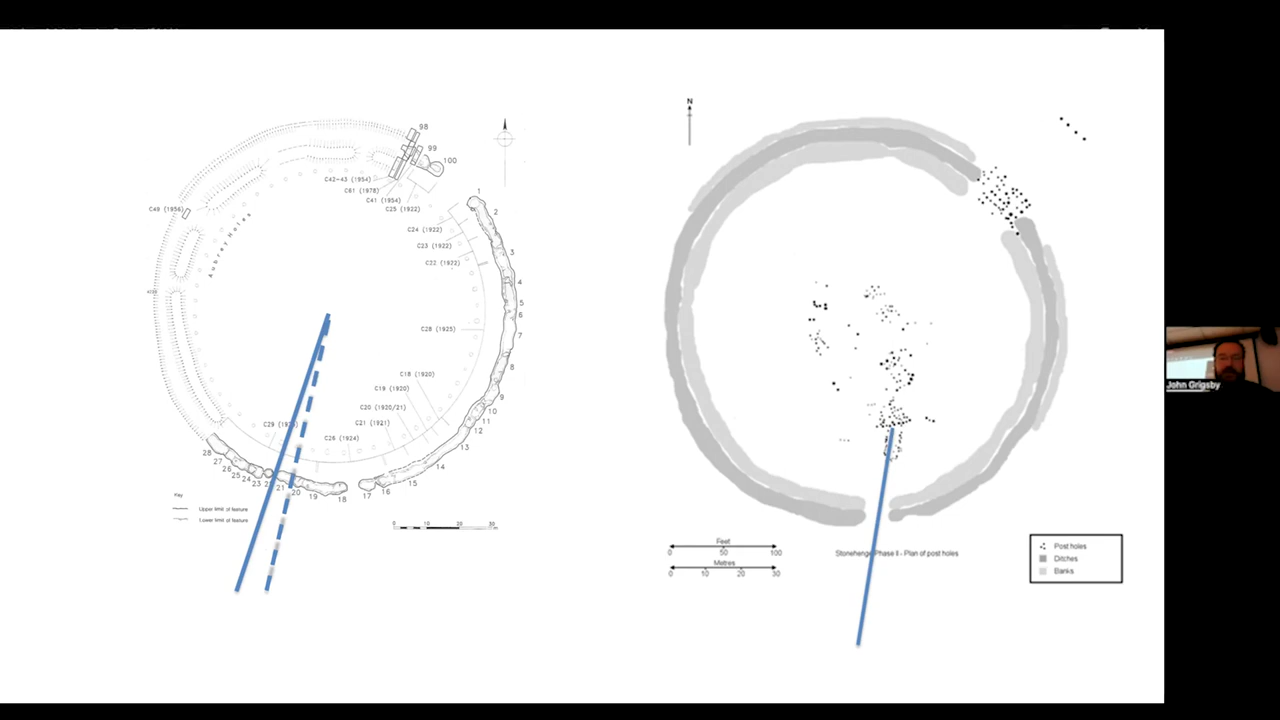 98
99
100
C42-43 (1954)
C61 (1978)
C41 (1954)
C25 (1922)
1
2
C49 (1956)
Aubrey Holes
C24 (1922)
C23 (1922)
C22 (1922)
3
4
5
6
7
C28 (1925)
8
C18 (1920)
C19 (1920)
C20 (1920/21)
C21 (1921)
C26 (1924)
9
10
11
12
13
14
15
16
17
18
19
20
21
23
24
25
26
27
28
Key
Upper limit of feature
Lower limit of feature
0 10 20 30
N
Feet
0 50 100
Metres
0 10 20 30
Stonehenge Phase II - Plan of post holes
Post holes
Ditches
Banks
John Grigsby